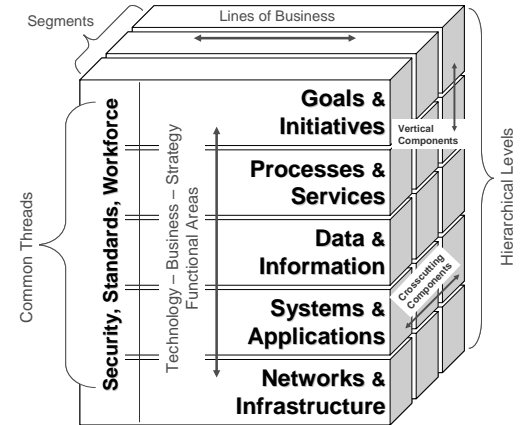 Segments
Lines of Business
Goals &
Initiatives
Vertical
Components
Processes &
Services
Data &
Information
Crosscutting
Components
Systems &
Applications
Networks &
Infrastructure
Common Threads
Security, Standards, Workforce
Technology – Business – Strategy
Functional Areas
Hierarchical Levels